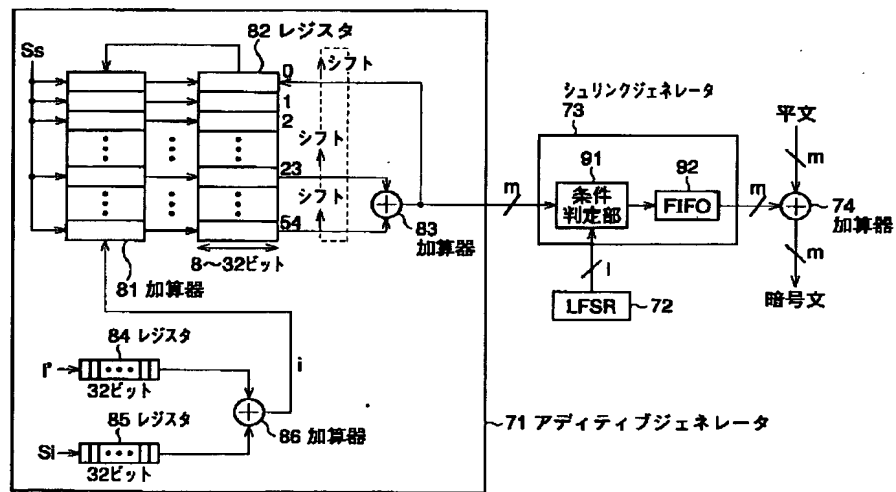 82 レジスタ
Ss
シフト
0
1
2
シフト
23
シフト
54
8〜32ビット
83
加算器
81 加算器
84 レジスタ
I'
32ビット
i
85 レジスタ
Si
32ビット
86 加算器
71 アディティブジェネレータ
シュリンクジェネレータ
73
m
91
条件
判定部
92
FIFO
m
l
LFSR
72
平文
m
74
加算器
m
暗号文